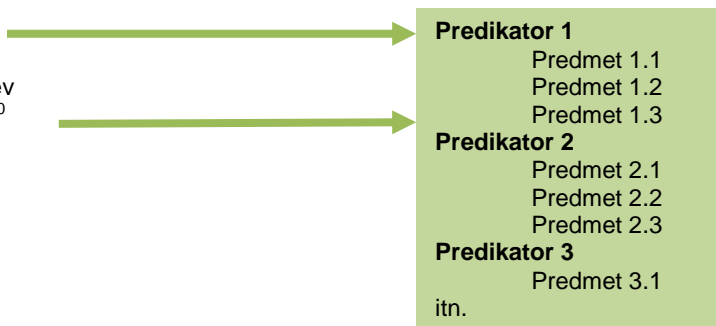 Predikator 1
Predmet 1.1
Predmet 1.2
Predmet 1.3
Predikator 2
Predmet 2.1
Predmet 2.2
Predmet 2.3
Predikator 3
Predmet 3.1
itn.